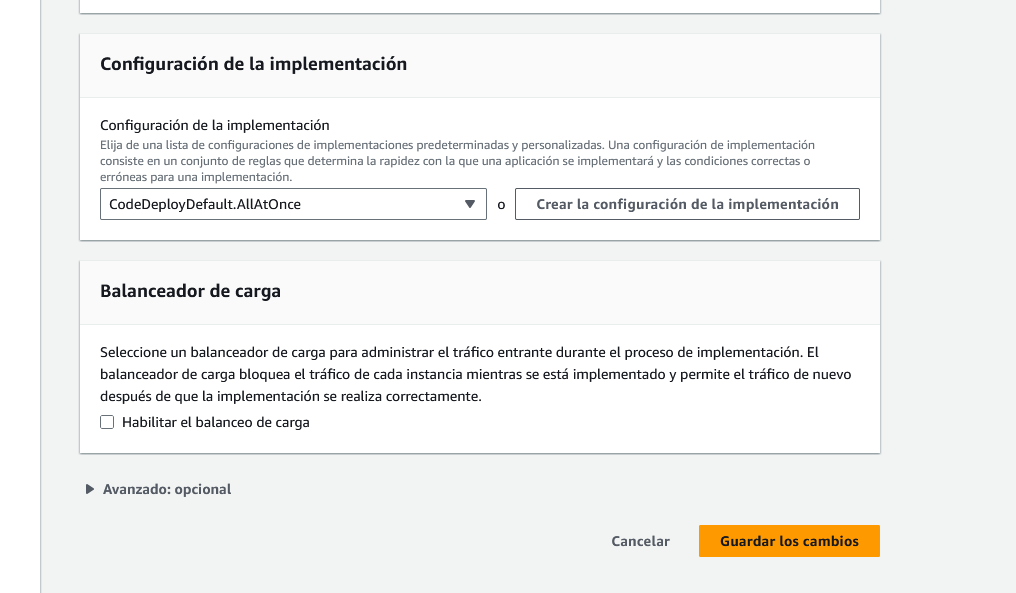 Configuración de la implementación
Configuración de la implementación
Elija de una lista de configuraciones de implementaciones predeterminadas y personalizadas. Una configuración de implementación
consiste en un conjunto de reglas que determina la rapidez con la que una aplicación se implementará y las condiciones correctas o
erróneas para una implementación.
CodeDeployDefault.AllAtOnce o Crear la configuración de la implementación
Balanceador de carga
Seleccione un balanceador de carga para administrar el tráfico entrante durante el proceso de implementación. El
balanceador de carga bloquea el tráfico de cada instancia mientras se está implementado y permite el tráfico de nuevo
después de que la implementación se realiza correctamente.
Habilitar el balanceo de carga
Avanzado: opcional
Cancelar Guardar los cambios